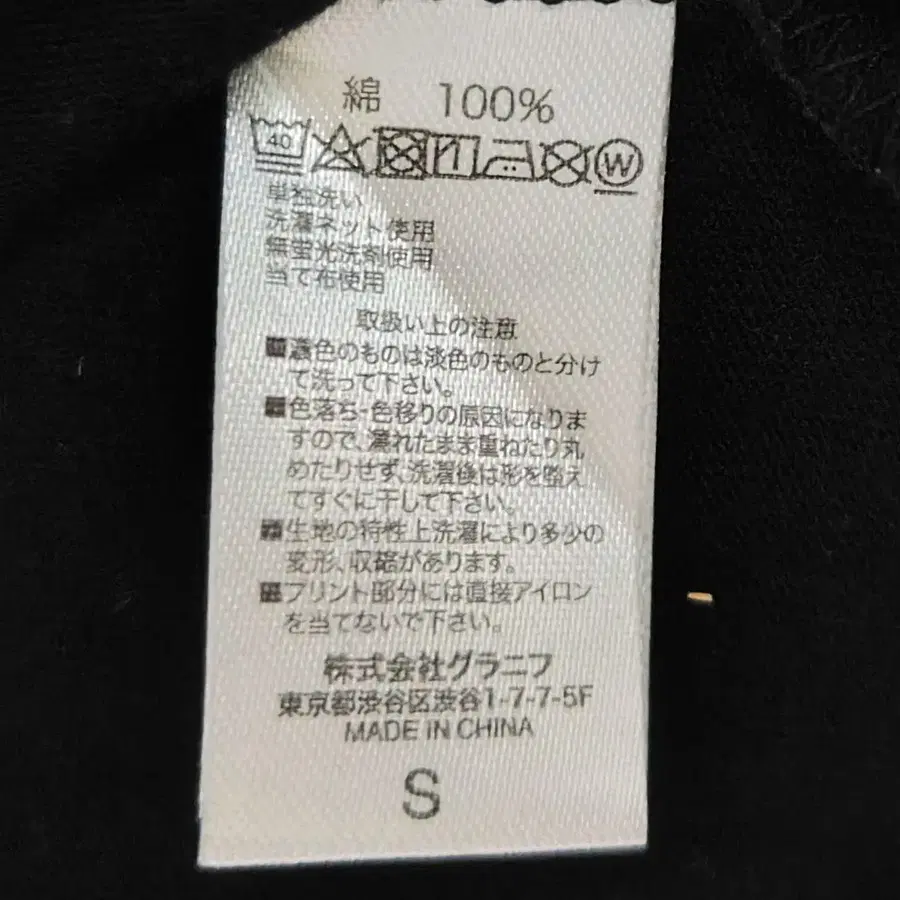 綿 100%
40 W
単独洗い
洗濯ネット使用
無蛍光洗剤使用
当て布使用
取扱い上の注意
■濃色のものは淡色のものと分け
て洗って下さい。
■色落ち・色移りの原因になりま
すので、濡れたまま重ねたり丸
めたりせず、洗濯後は形を整え
てすぐに干して下さい。
■生地の特性上洗濯により多少の
変形、収縮があります。
■プリント部分には直接アイロン
を当てないで下さい。
株式会社グラニフ
東京都渋谷区渋谷1-7-7-5F
MADE IN CHINA
S